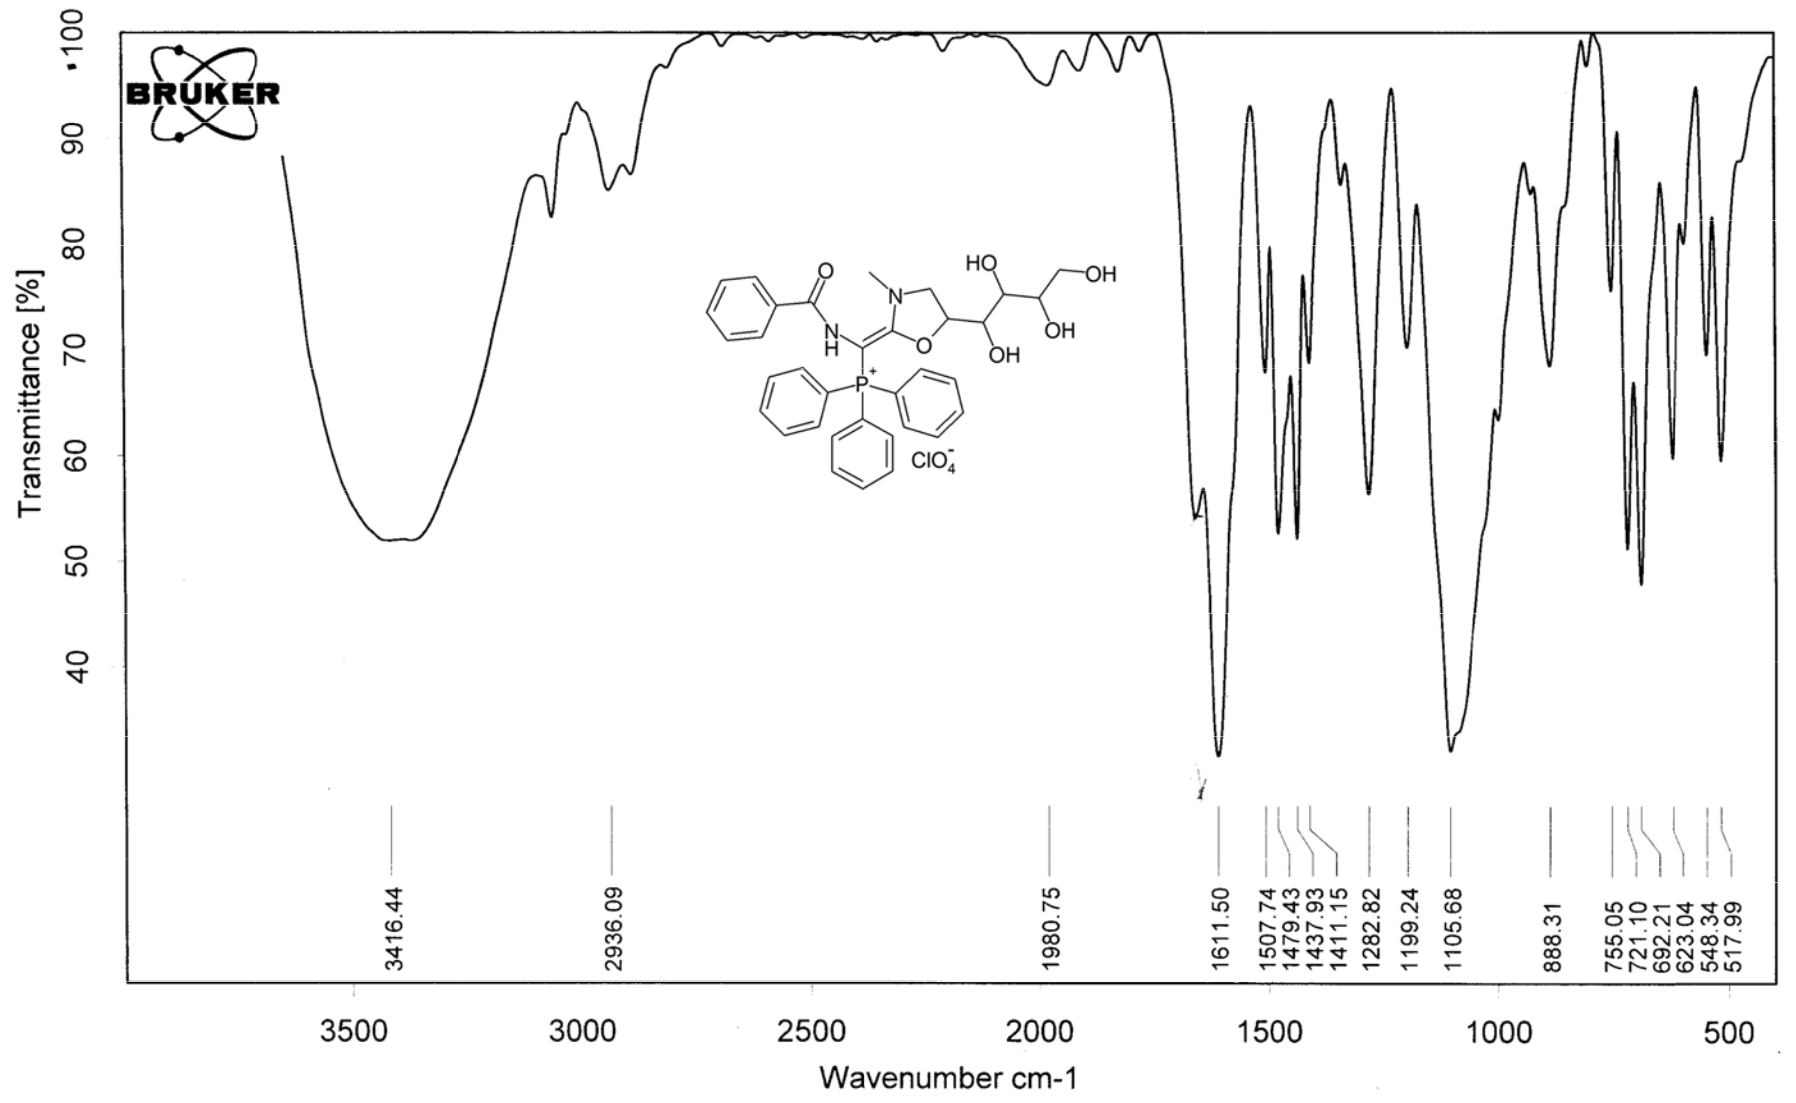 100
BRUKER
90
80
70
60
50
40
Transmittance [%]
O
N
H
N
O
HO
OH
OH
OH
P+
ClO4-
3416.44
2936.09
1980.75
1611.50
1507.74
1479.43
1437.93
1411.15
1282.82
1199.24
1105.68
888.31
755.05
721.10
692.21
623.04
548.34
517.99
3500 3000 2500 2000 1500 1000 500
Wavenumber cm-1